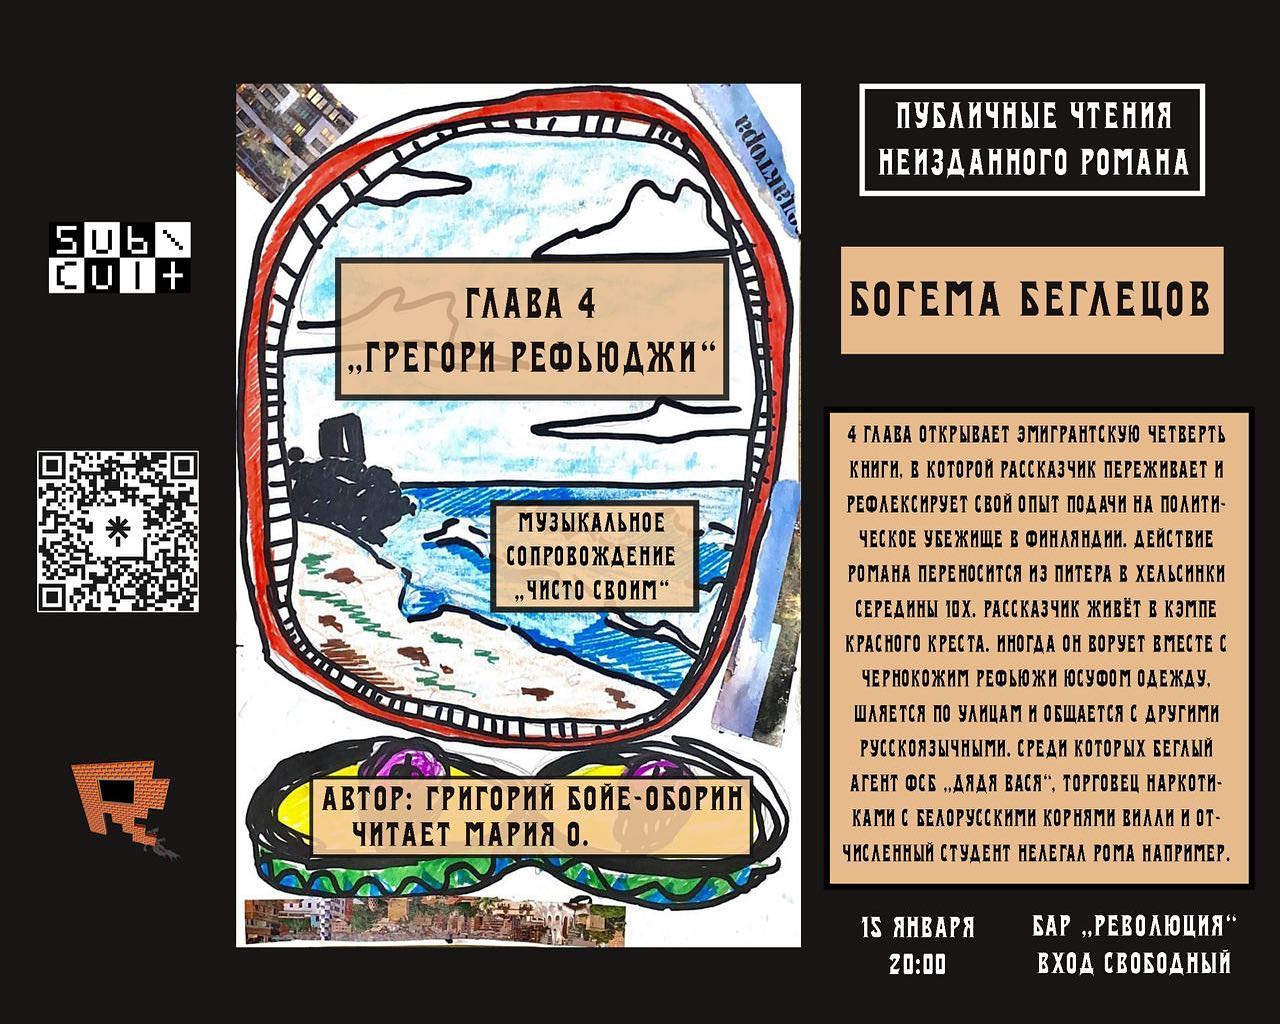 ПУБЛИЧНЫЕ ЧТЕНИЯ
НЕИЗДАННОГО РОМАНА
БОГЕМА БЕГЛЕЦОВ
Sub\
Cult
ГЛАВА 4
„ГРЕГОРИ РЕФЬЮДЖИ“
МУЗЫКАЛЬНОЕ
СОПРОВОЖДЕНИЕ
„ЧИСТО СВОИМ“
АВТОР: ГРИГОРИЙ БОЙЕ-ОБОРИН
ЧИТАЕТ МАРИЯ О.
4 ГЛАВА ОТКРЫВАЕТ ЭМИГРАНТСКУЮ ЧЕТВЕРТЬ
КНИГИ, В КОТОРОЙ РАССКАЗЧИК ПЕРЕЖИВАЕТ И
РЕФЛЕКСИРУЕТ СВОЙ ОПЫТ ПОДАЧИ НА ПОЛИТИ-
ЧЕСКОЕ УБЕЖИЩЕ В ФИНЛЯНДИИ. ДЕЙСТВИЕ
РОМАНА ПЕРЕНОСИТСЯ ИЗ ПИТЕРА В ХЕЛЬСИНКИ
СЕРЕДИНЫ 10Х. РАССКАЗЧИК ЖИВЁТ В КЭМПЕ
КРАСНОГО КРЕСТА. ИНОГДА ОН ВОРУЕТ ВМЕСТЕ С
ЧЕРНОКОЖИМ РЕФЬЮЖИ ЮСУФОМ ОДЕЖДУ,
ШЛЯЕТСЯ ПО УЛИЦАМ И ОБЩАЕТСЯ С ДРУГИМИ
РУССКОЯЗЫЧНЫМИ. СРЕДИ КОТОРЫХ БЕГЛЫЙ
АГЕНТ ФСБ „ДЯДЯ ВАСЯ“, ТОРГОВЕЦ НАРКОТИ-
КАМИ С БЕЛОРУССКИМИ КОРНЯМИ ВИЛЛИ И ОТ-
ЧИСЛЕННЫЙ СТУДЕНТ НЕЛЕГАЛ РОМА НАПРИМЕР.
15 ЯНВАРЯ
20:00
БАР „РЕВОЛЮЦИЯ“
ВХОД СВОБОДНЫЙ